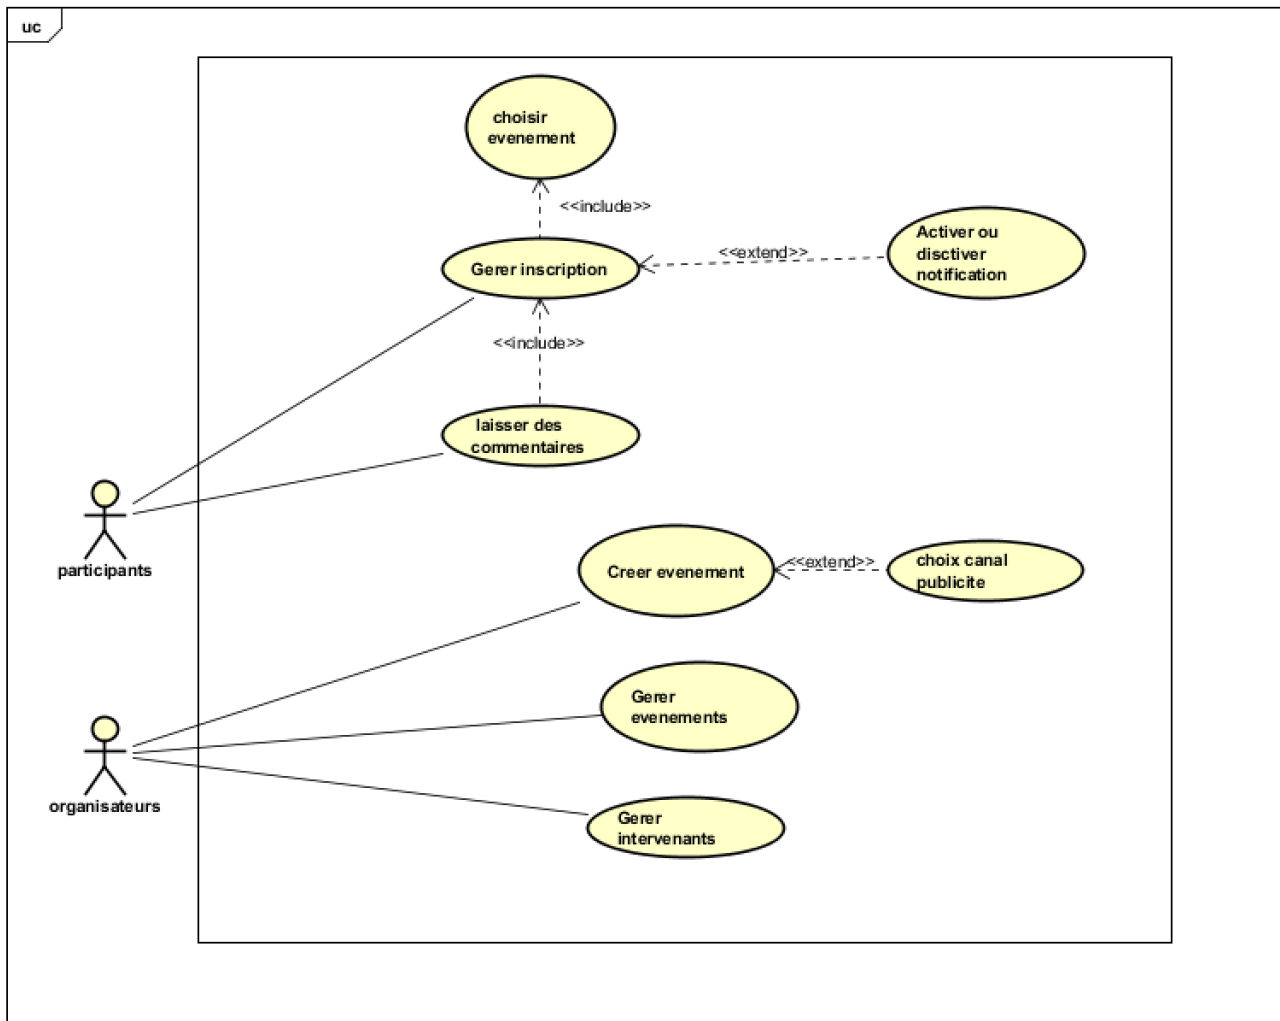 uc
choisir
evenement
<<include>>
Activer ou
disctiver
notification
<<extend>>
Gerer inscription
<<include>>
laisser des
commentaires
participants
Creer evenement
<<extend>>
choix canal
publicite
Gerer
evenements
organisateurs
Gerer
intervenants